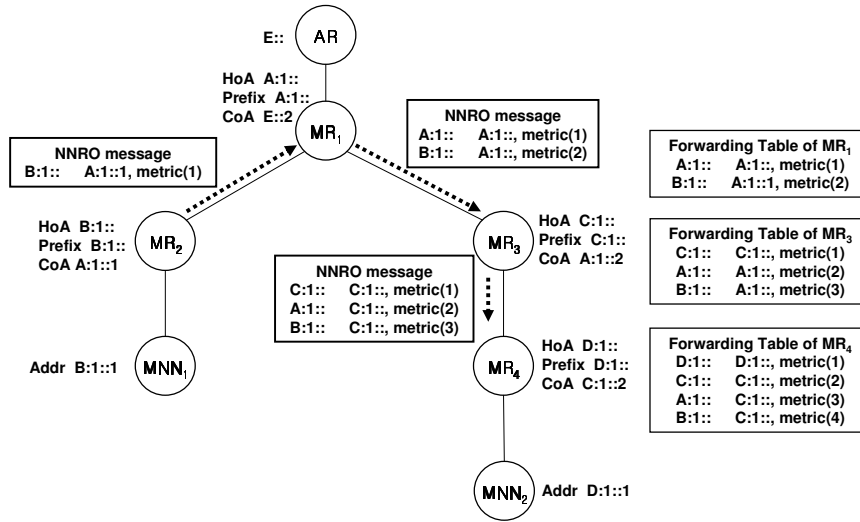 E::
AR
HoA A:1::
Prefix A:1::
CoA E::2
MR1
NNRO message
B:1:: A:1::1, metric(1)
NNRO message
A:1:: A:1::, metric(1)
B:1:: A:1::, metric(2)
Forwarding Table of MR1
A:1:: A:1::, metric(1)
B:1:: A:1::1, metric(2)
HoA B:1::
Prefix B:1::
CoA A:1::1
MR2
MR3
HoA C:1::
Prefix C:1::
CoA A:1::2
Forwarding Table of MR3
C:1:: C:1::, metric(1)
A:1:: A:1::, metric(2)
B:1:: A:1::, metric(3)
NNRO message
C:1:: C:1::, metric(1)
A:1:: C:1::, metric(2)
B:1:: C:1::, metric(3)
Addr B:1::1
MNN1
MR4
HoA D:1::
Prefix D:1::
CoA C:1::2
Forwarding Table of MR4
D:1:: D:1::, metric(1)
C:1:: C:1::, metric(2)
A:1:: C:1::, metric(3)
B:1:: C:1::, metric(4)
MNN2
Addr D:1::1